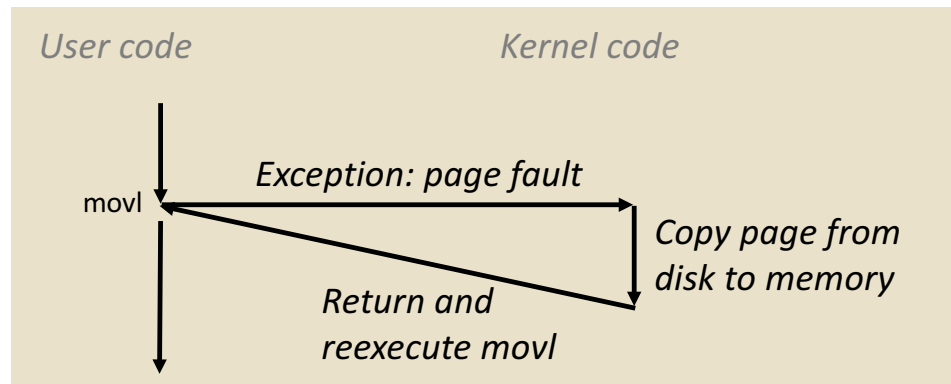 User code
Kernel code
Exception: page fault
movl
Copy page from
disk to memory
Return and
reexecute movl